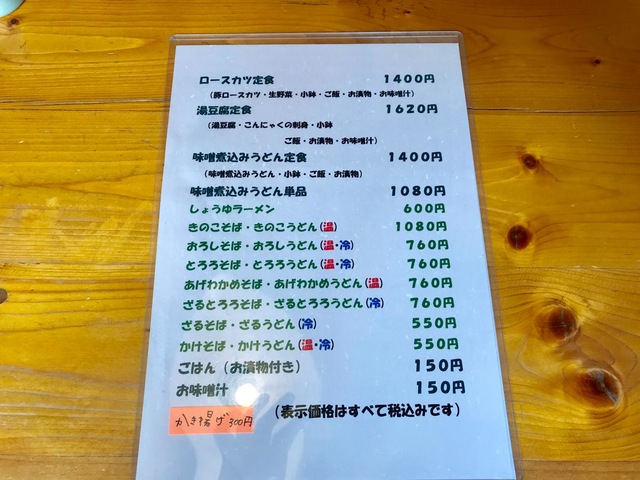 ロースカツ定食 1400円
(豚ロースカツ・生野菜・小鉢・ご飯・お漬物・お味噌汁)
湯豆腐定食 1620円
(湯豆腐・こんにゃくの刺身・小鉢
ご飯・お漬物・お味噌汁)
味噌煮込みうどん定食 1400円
(味噌煮込みうどん・小鉢・ご飯・お漬物)
味噌煮込みうどん単品 1080円
しょうゆラーメン 600円
きのこそば・きのこうどん(温) 1080円
おろしそば・おろしうどん(温・冷) 760円
とろろそば・とろろうどん(温・冷) 760円
あげわかめそば・あげわかめうどん(温) 760円
ざるとろろそば・ざるとろろうどん(冷) 760円
ざるそば・ざるうどん(冷) 550円
かけそば・かけうどん(温・冷) 550円
ごはん（お漬物付き） 150円
お味噌汁 150円
かき揚げ 300円 (表示価格はすべて税込みです)